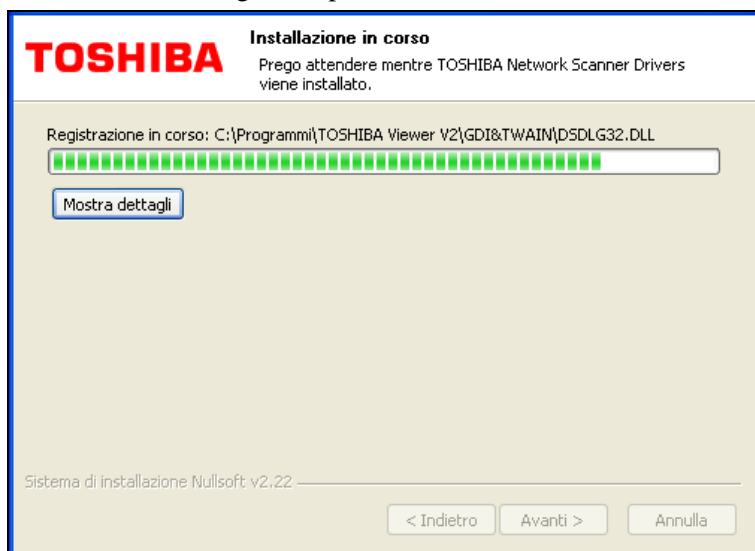 TOSHIBA
Installazione in corso
Prego attendere mentre TOSHIBA Network Scanner Drivers
viene installato.
Registrazione in corso: C:\Programmi\TOSHIBA Viewer V2\GDI&TWAIN\DSDLG32.DLL
Mostra dettagli
Sistema di installazione Nullsoft v2.22
< Indietro
Avanti >
Annulla